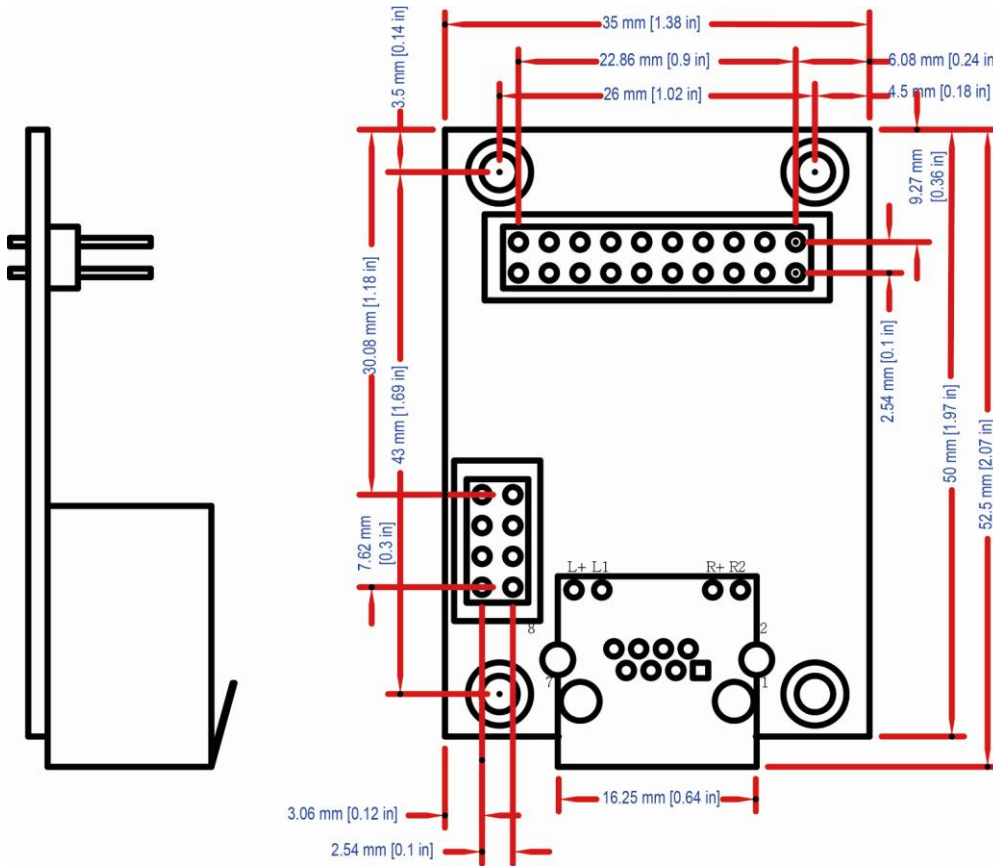 35 mm [1.38 in]
22.86 mm [0.9 in]
6.08 mm [0.24 in
26 mm [1.02 in]
4.5 mm [0.18 in]
3.5 mm [0.14 in]
9.27 mm
[0.36 in]
30.08 mm [1.18 in]
43 mm [1.69 in]
2.54 mm [0.1 in]
50 mm [1.97 in]
52.5 mm [2.07 in]
7.62 mm
[0.3 in]
L+ L1
R+ R2
8
2
7
1
16.25 mm [0.64 in]
3.06 mm [0.12 in]
2.54 mm [0.1 in]